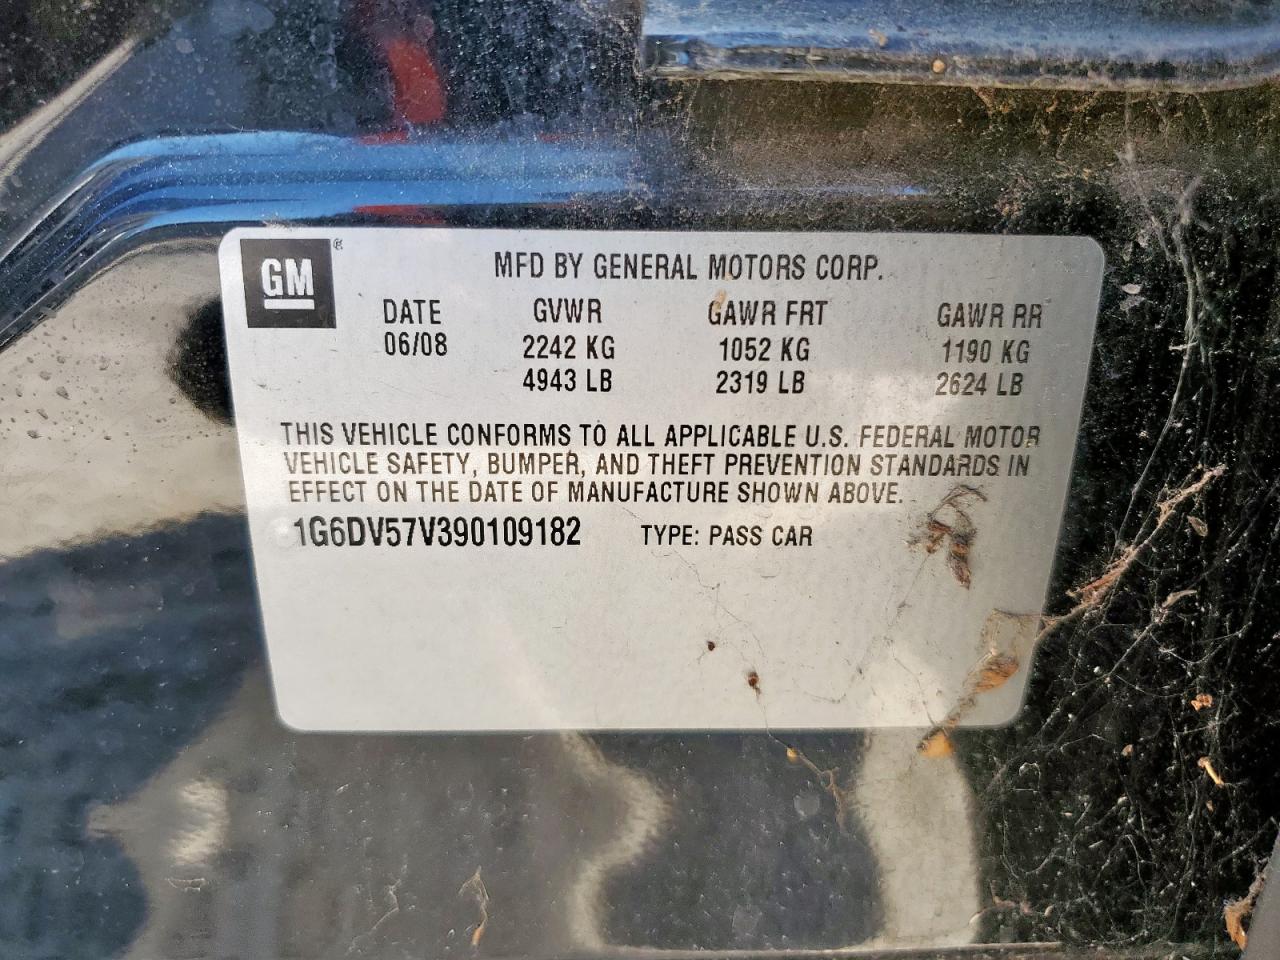 GM ®
MFD BY GENERAL MOTORS CORP.
DATE GVWR GAWR FRT GAWR RR
06/08 2242 KG 1052 KG 1190 KG
4943 LB 2319 LB 2624 LB
THIS VEHICLE CONFORMS TO ALL APPLICABLE U.S. FEDERAL MOTOR
VEHICLE SAFETY, BUMPER, AND THEFT PREVENTION STANDARDS IN
EFFECT ON THE DATE OF MANUFACTURE SHOWN ABOVE.
1G6DV57V390109182 TYPE: PASS CAR